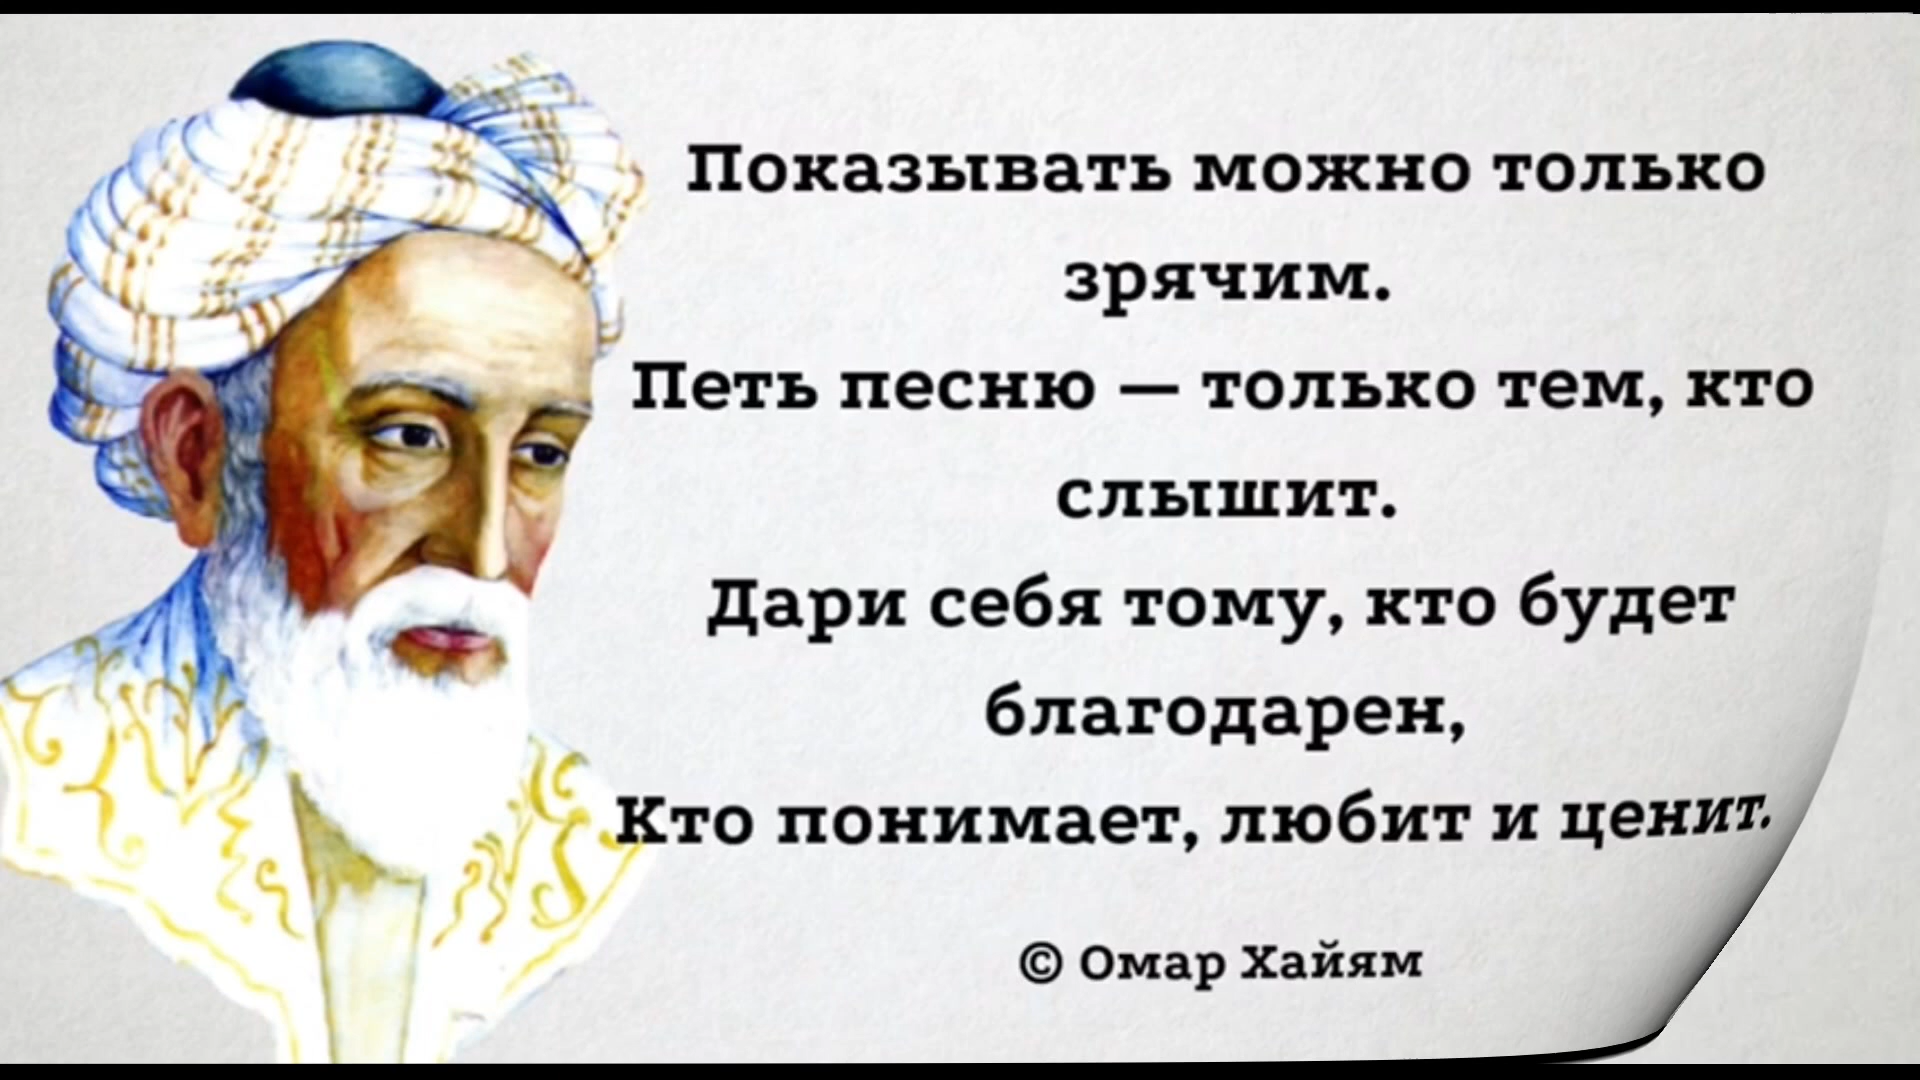 Показывать можно только
зрячим.
Петь песню — только тем, кто
слышит.
Дари себя тому, кто будет
благодарен,
Кто понимает, любит и ценит.
© Омар Хайям